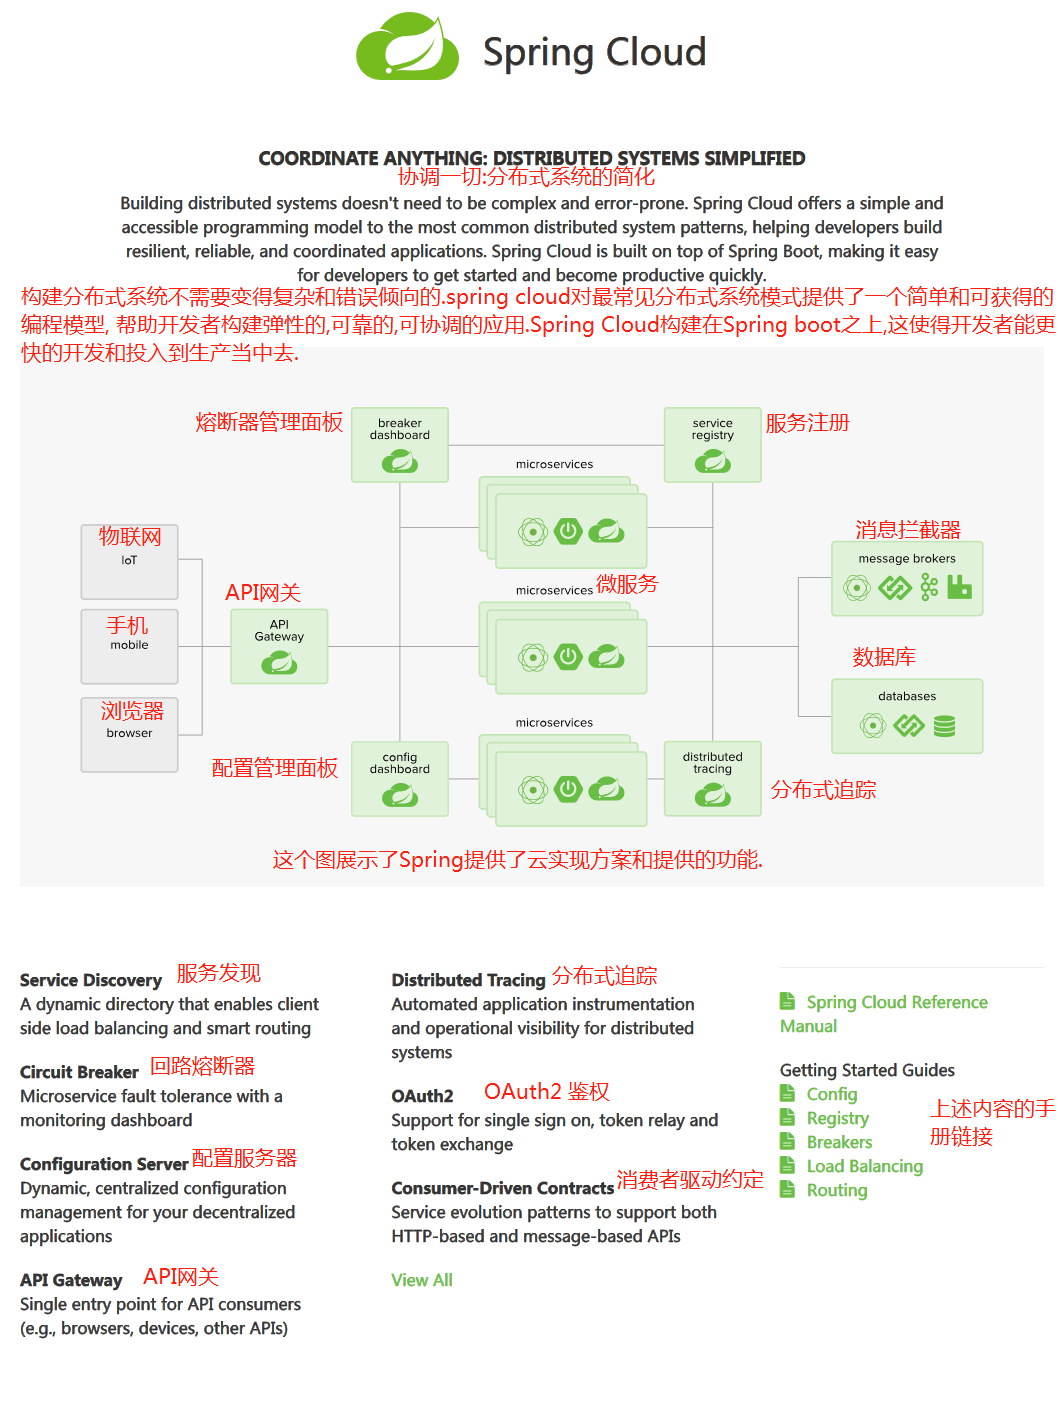 Spring Cloud
COORDINATE ANYTHING: DISTRIBUTED SYSTEMS SIMPLIFIED
协调一切:分布式系统的简化
Building distributed systems doesn't need to be complex and error-prone. Spring Cloud offers a simple and
accessible programming model to the most common distributed system patterns, helping developers build
resilient, reliable, and coordinated applications. Spring Cloud is built on top of Spring Boot, making it easy
for developers to get started and become productive quickly.
构建分布式系统不需要变得复杂和错误倾向的.spring cloud对最常见分布式系统模式提供了一个简单和可获得的
编程模型, 帮助开发者构建弹性的,可靠的,可协调的应用.Spring Cloud构建在Spring boot之上,这使得开发者能更
快的开发和投入到生产当中去.
熔断器管理面板
breaker
dashboard
service
registry
服务注册
microservices
物联网
IoT
消息拦截器
message brokers
API网关
microservices
微服务
手机
mobile
API
Gateway
数据库
databases
浏览器
browser
microservices
配置管理面板
config
dashboard
distributed
tracing
分布式追踪
这个图展示了Spring提供了云实现方案和提供的功能.
Service Discovery 服务发现
A dynamic directory that enables client
side load balancing and smart routing
Circuit Breaker 回路熔断器
Microservice fault tolerance with a
monitoring dashboard
Configuration Server 配置服务器
Dynamic, centralized configuration
management for your decentralized
applications
API Gateway API网关
Single entry point for API consumers
(e.g., browsers, devices, other APIs)
Distributed Tracing 分布式追踪
Automated application instrumentation
and operational visibility for distributed
systems
OAuth2 OAuth2 鉴权
Support for single sign on, token relay and
token exchange
Consumer-Driven Contracts 消费者驱动约定
Service evolution patterns to support both
HTTP-based and message-based APIs
View All
Spring Cloud Reference
Manual
Getting Started Guides
Config
Registry
Breakers
Load Balancing
Routing
上述内容的手
册链接